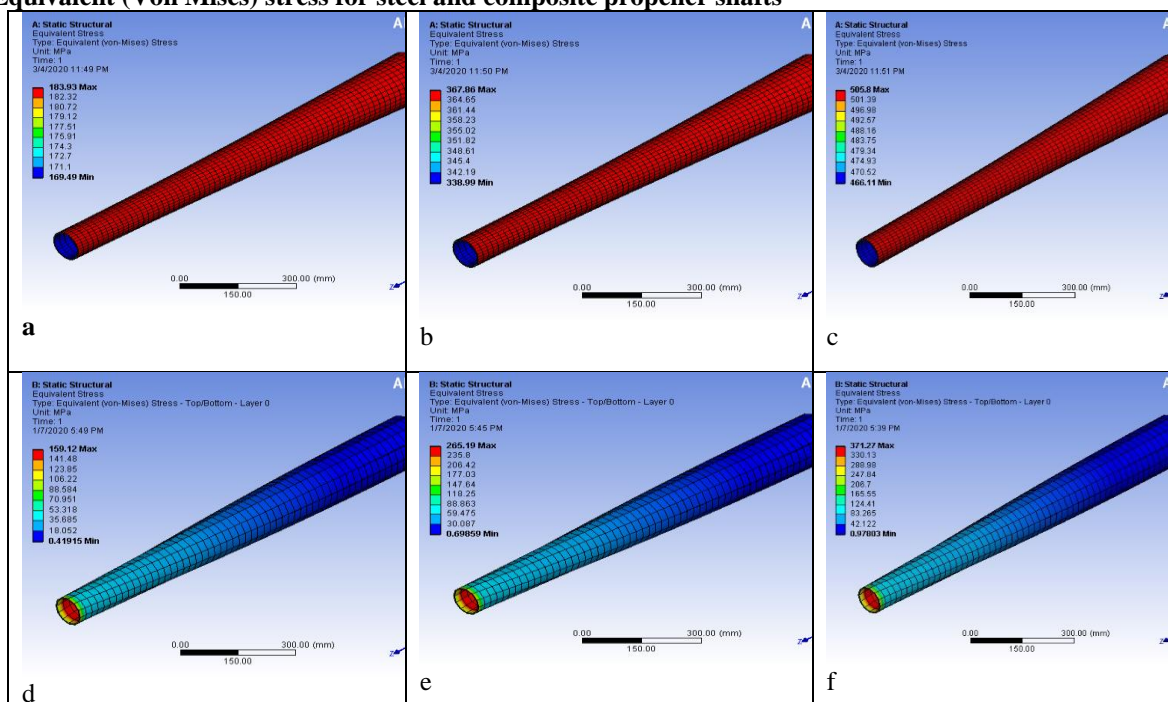 Equivalent (Von Mises) stress for steel and composite propeller shafts
A: Static Structural
Equivalent Stress
Type: Equivalent (von-Mises) Stress
Unit: MPa
Time: 1
3/4/2020 11:49 PM
183.93 Max
182.32
180.72
179.12
177.51
175.91
174.3
172.7
171.1
169.49 Min
A
0.00
300.00 (mm)
150.00
z
a
A: Static Structural
Equivalent Stress
Type: Equivalent (von-Mises) Stress
Unit: MPa
Time: 1
3/4/2020 11:50 PM
367.86 Max
364.65
361.44
358.23
355.02
351.82
348.61
345.4
342.19
338.99 Min
A
0.00
300.00 (mm)
150.00
z
b
A: Static Structural
Equivalent Stress
Type: Equivalent (von-Mises) Stress
Unit: MPa
Time: 1
3/4/2020 11:51 PM
505.8 Max
501.39
496.98
492.57
488.16
483.75
479.34
474.93
470.52
466.11 Min
A
0.00
300.00 (mm)
150.00
z
c
B: Static Structural
Equivalent Stress
Type: Equivalent (von-Mises) Stress - Top/Bottom - Layer 0
Unit: MPa
Time: 1
1/7/2020 5:49 PM
159.12 Max
141.48
123.85
106.22
88.584
70.951
53.318
35.685
18.052
0.41915 Min
A
0.00
300.00 (mm)
150.00
z
d
B: Static Structural
Equivalent Stress
Type: Equivalent (von-Mises) Stress - Top/Bottom - Layer 0
Unit: MPa
Time: 1
1/7/2020 5:45 PM
265.19 Max
235.8
206.42
177.03
147.64
118.25
88.863
59.475
30.087
0.69859 Min
A
0.00
300.00 (mm)
150.00
z
e
B: Static Structural
Equivalent Stress
Type: Equivalent (von-Mises) Stress - Top/Bottom - Layer 0
Unit: MPa
Time: 1
1/7/2020 5:39 PM
371.27 Max
330.13
288.98
247.84
206.7
165.55
124.41
83.265
42.122
0.97803 Min
A
0.00
300.00 (mm)
150.00
z
f